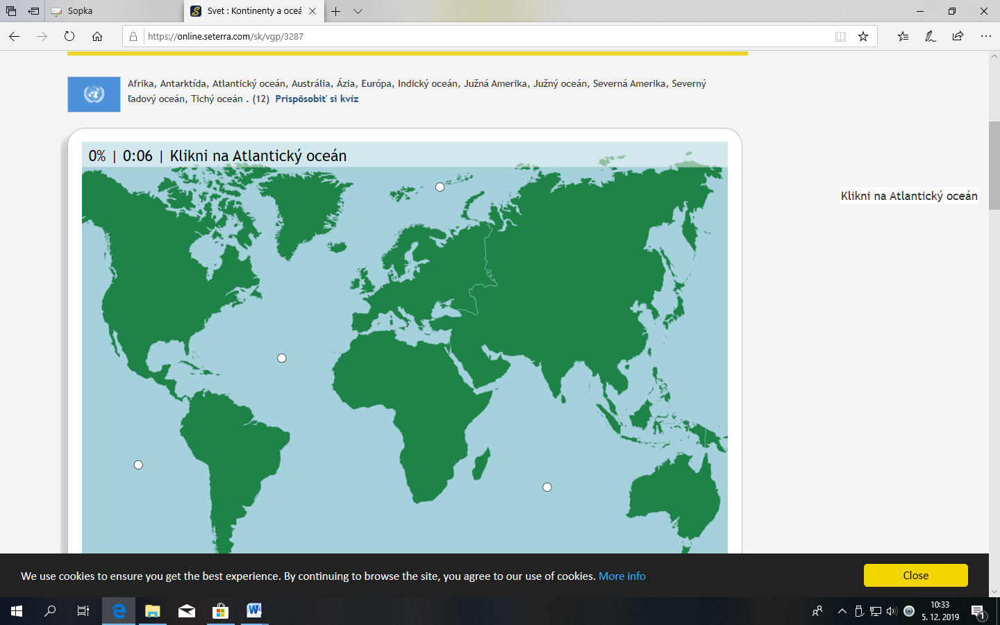 Sopka
Svet : Kontinenty a oceá
https://online.seterra.com/sk/vgp/3287
Afrika, Antarktída, Atlantický oceán, Austrália, Ázia, Európa, Indický oceán, Južná Amerika, Južný oceán, Severná Amerika, Severný
ľadový oceán, Tichý oceán . (12) Prispôsobiť si kvíz
0% | 0:06 | Klikni na Atlantický oceán
Klikni na Atlantický oceán
We use cookies to ensure you get the best experience. By continuing to browse the site, you agree to our use of cookies. More info
Close
10:33
5. 12. 2019
1